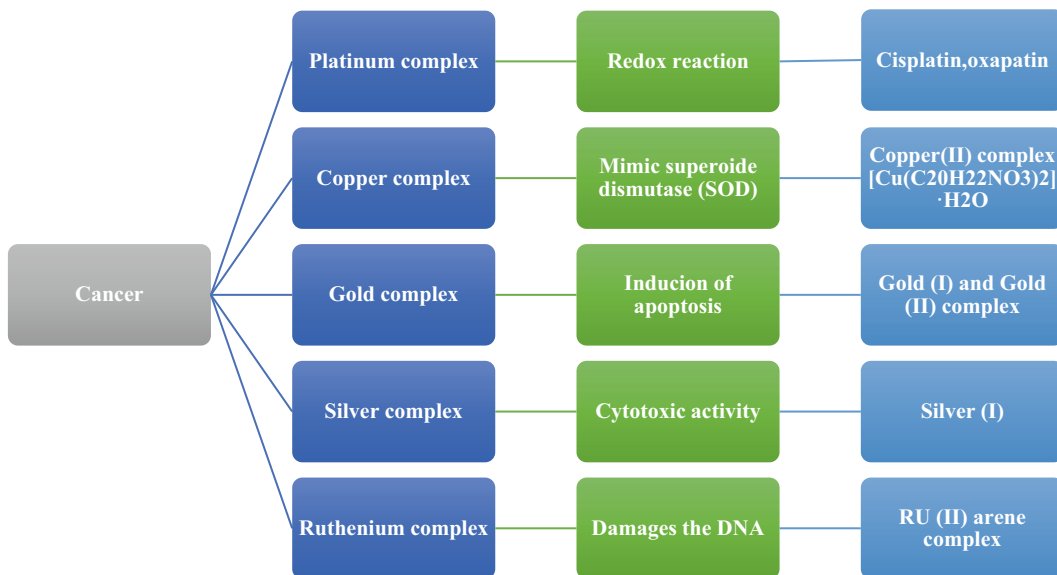 Platinum complex
Redox reaction
Cisplatin,oxapatin
Copper complex
Mimic superoide
dismutase (SOD)
Copper(II) complex
[Cu(C20H22NO3)2]
·H2O
Cancer
Gold complex
Inducion of
apoptosis
Gold (I) and Gold
(II) complex
Silver complex
Cytotoxic activity
Silver (I)
Ruthenium complex
Damages the DNA
RU (II) arene
complex